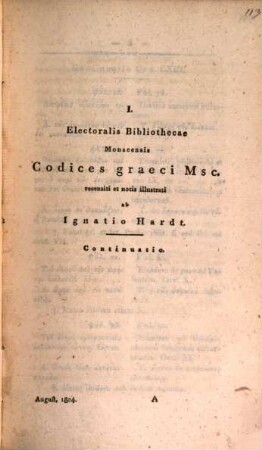 I.
Electoralis Bibliothecae
Monacensis
Codices graeci Msc.
recensiti et notis illustrati
ab
Ignatio Hardt.
Continuatio.
August, 1804. A